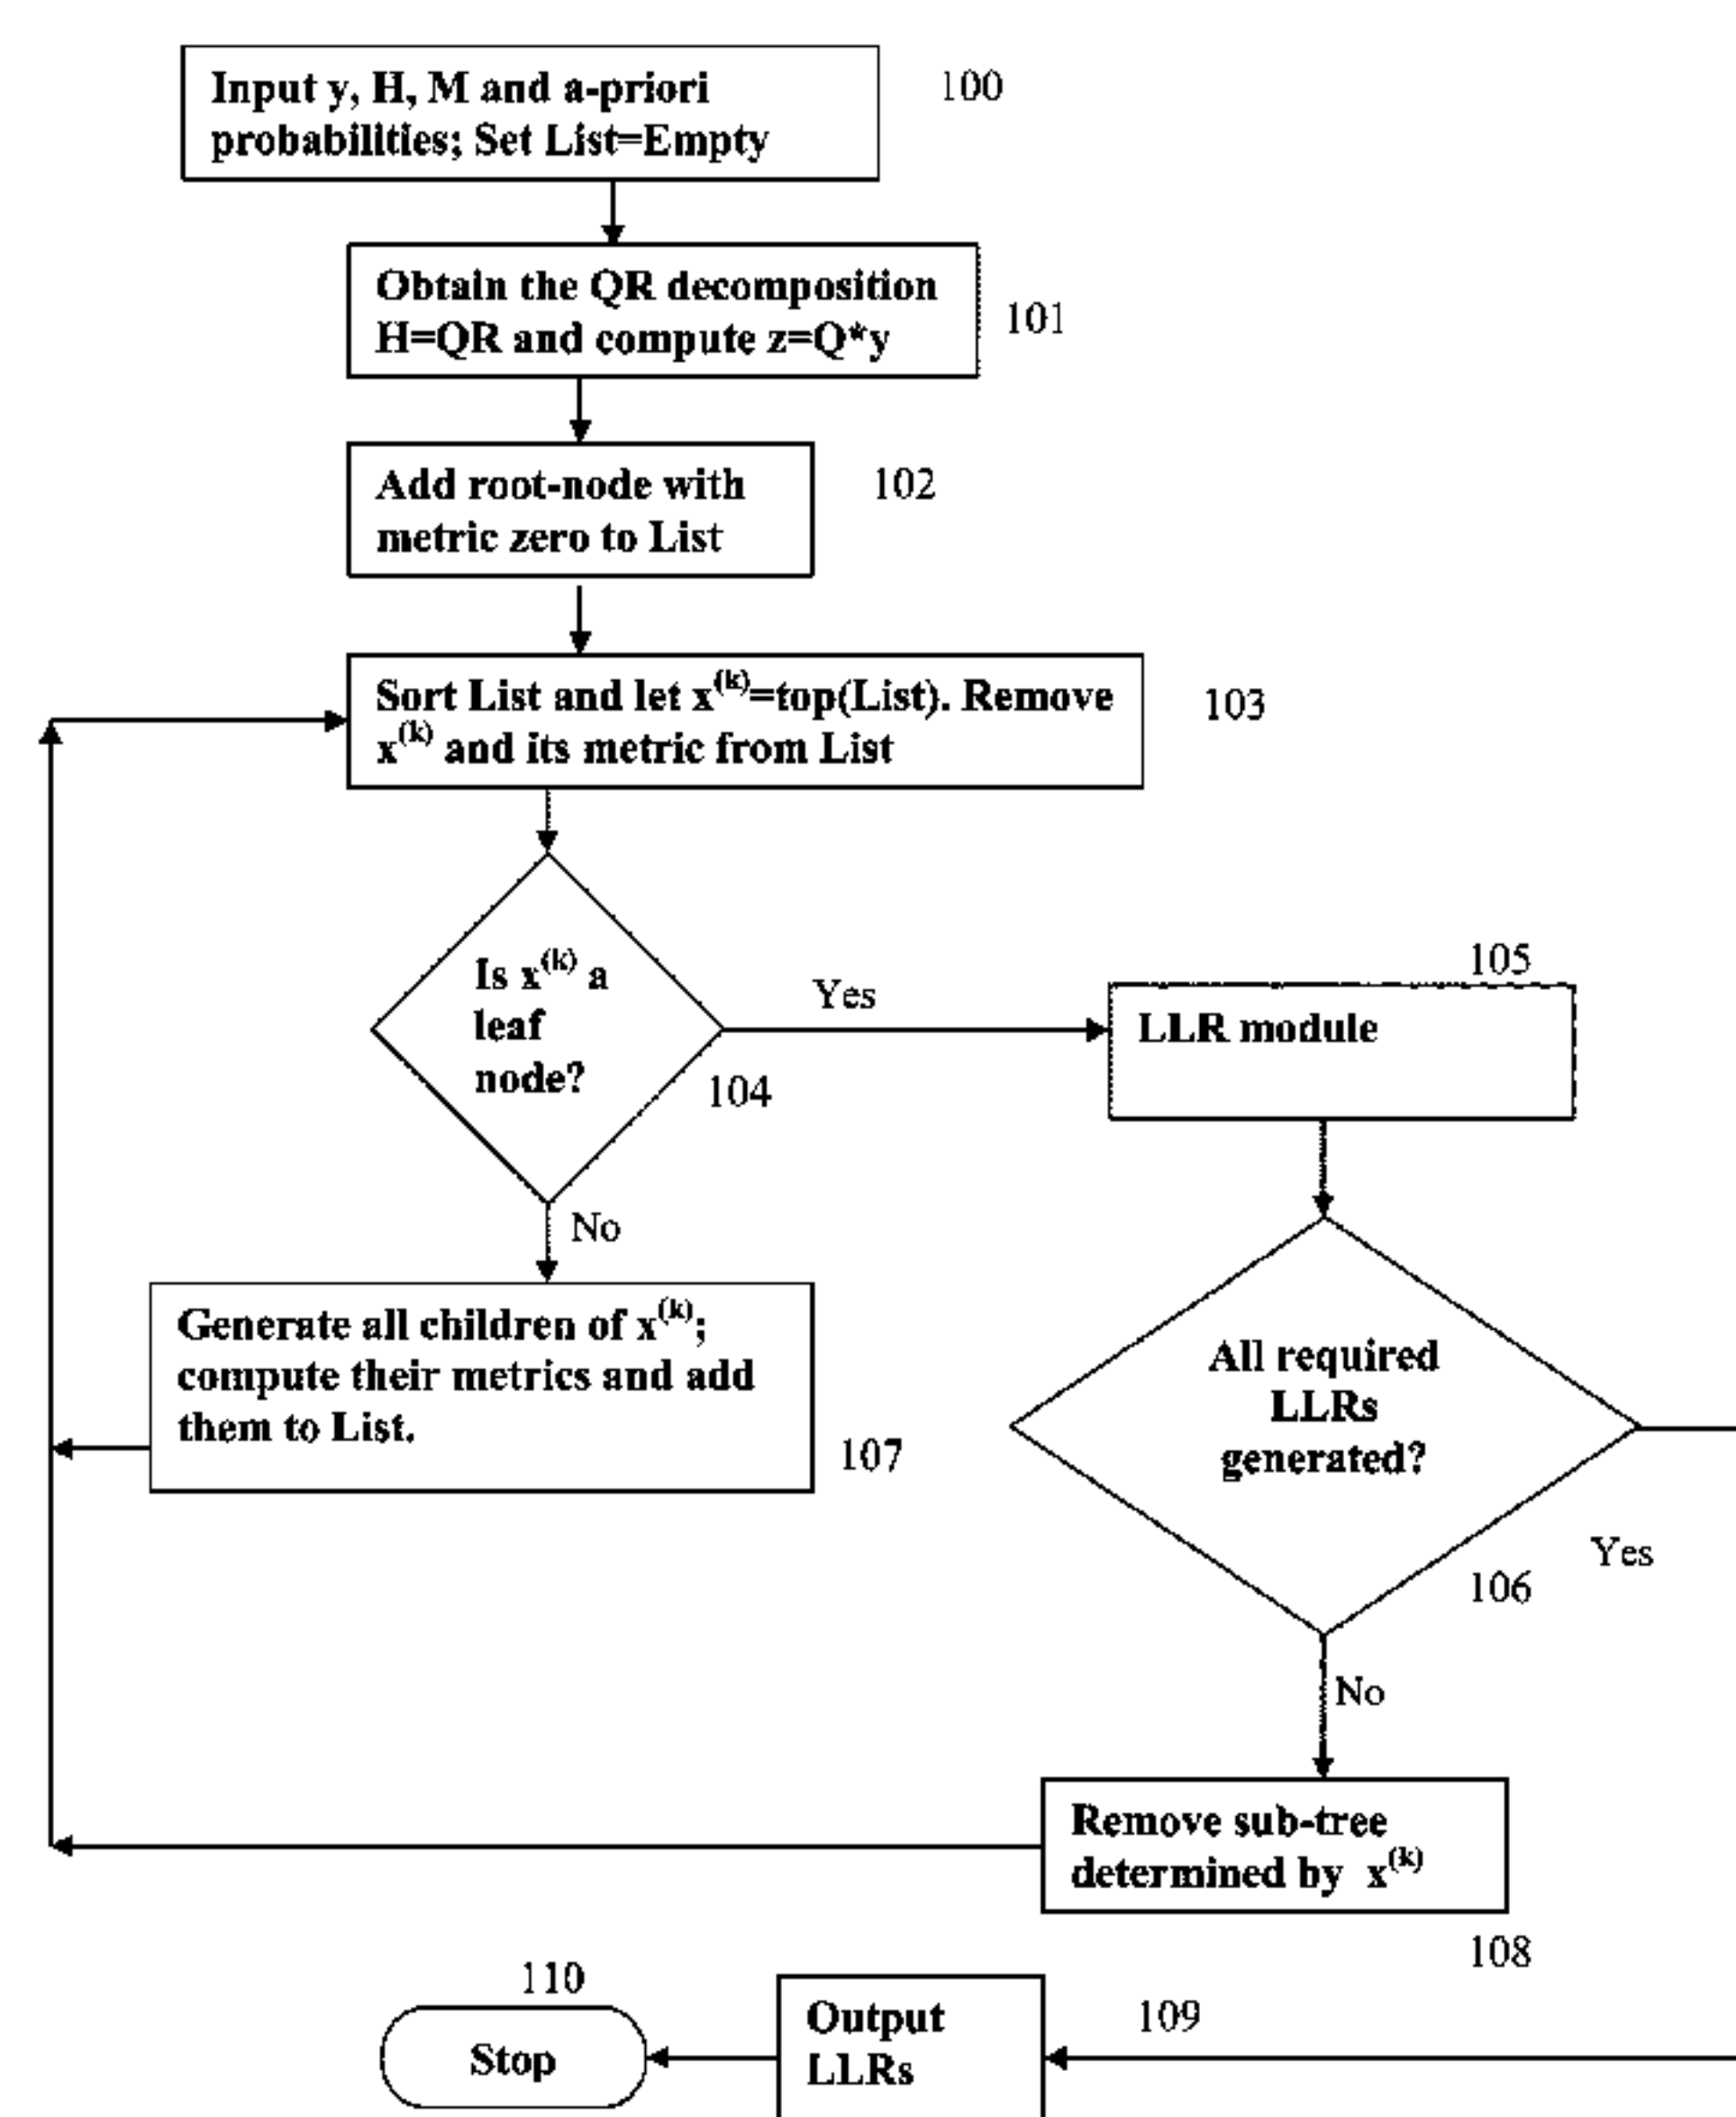 Input y, H, M and a-priori
probabilities; Set List=Empty
100
Obtain the QR decomposition
H=QR and compute z=Q*y
101
Add root-node with
metric zero to List
102
Sort List and let x^(k)=top(List). Remove
x^(k) and its metric from List
103
Is x^(k) a
leaf
node?
104
Yes
105
LLR module
No
Generate all children of x^(k);
compute their metrics and add
them to List.
107
All required
LLRs
generated?
106
Yes
No
Remove sub-tree
determined by x^(k)
108
110
Stop
Output
LLRs
109